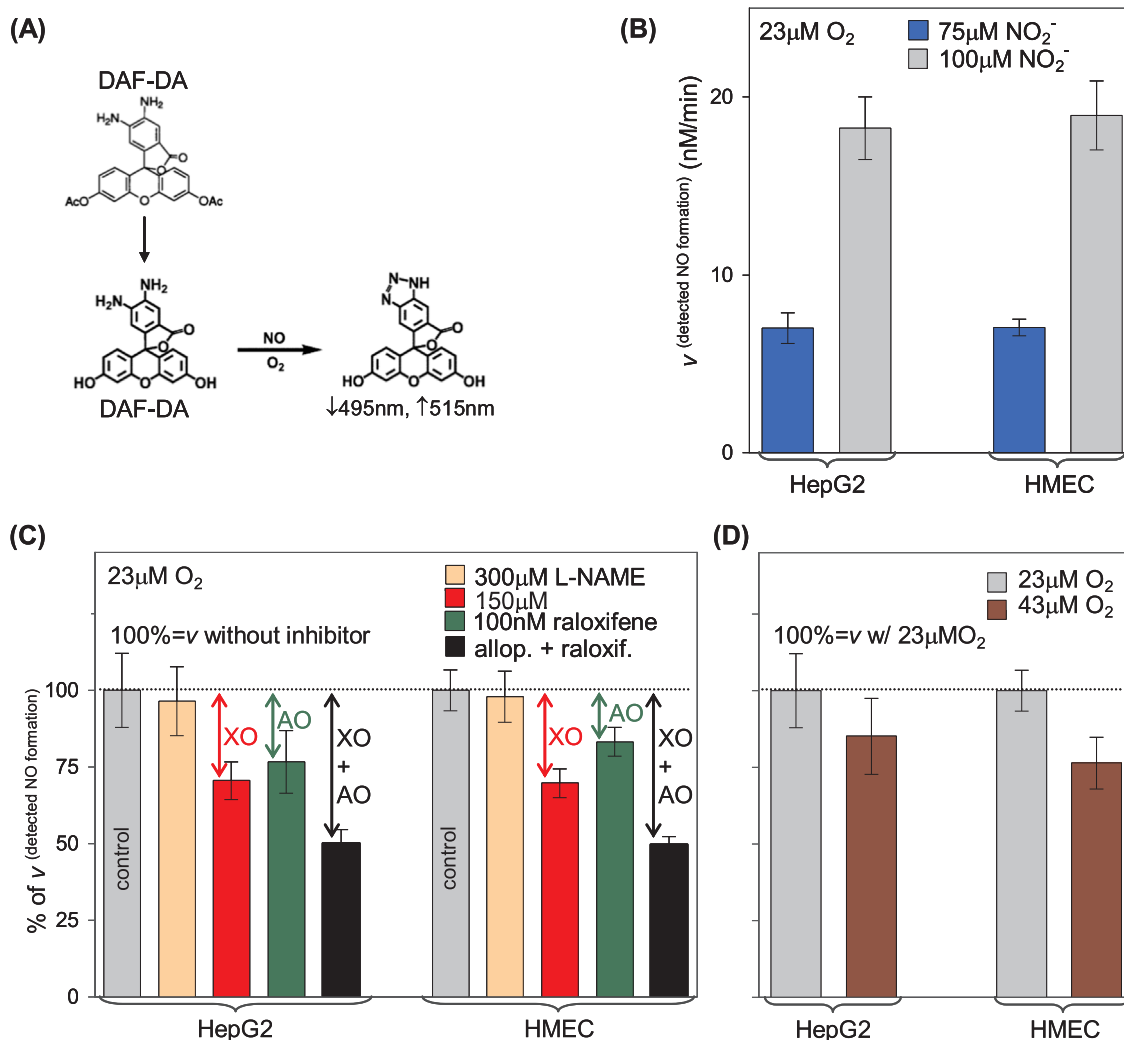 (A)
DAF-DA
NH₂
H₂N
O
O
AcO
O
OAc
NH₂
H₂N
O
O
HO
O
OH
DAF-DA
NO
O₂
N
NH
N
O
O
HO
O
OH
↓495nm, ↑515nm
(B)
23µM O₂
75µM NO₂⁻
100µM NO₂⁻
v (detected NO formation) (nM/min)
20
10
0
HepG2
HMEC
(C)
23µM O₂
300µM L-NAME
150µM
100nM raloxifene
allop. + raloxif.
100%=v without inhibitor
% of v (detected NO formation)
100
75
50
25
0
control
XO
AO
XO
+
AO
control
XO
AO
XO
+
AO
HepG2
HMEC
(D)
23µM O₂
43µM O₂
100%=v w/ 23µMO₂
HepG2
HMEC